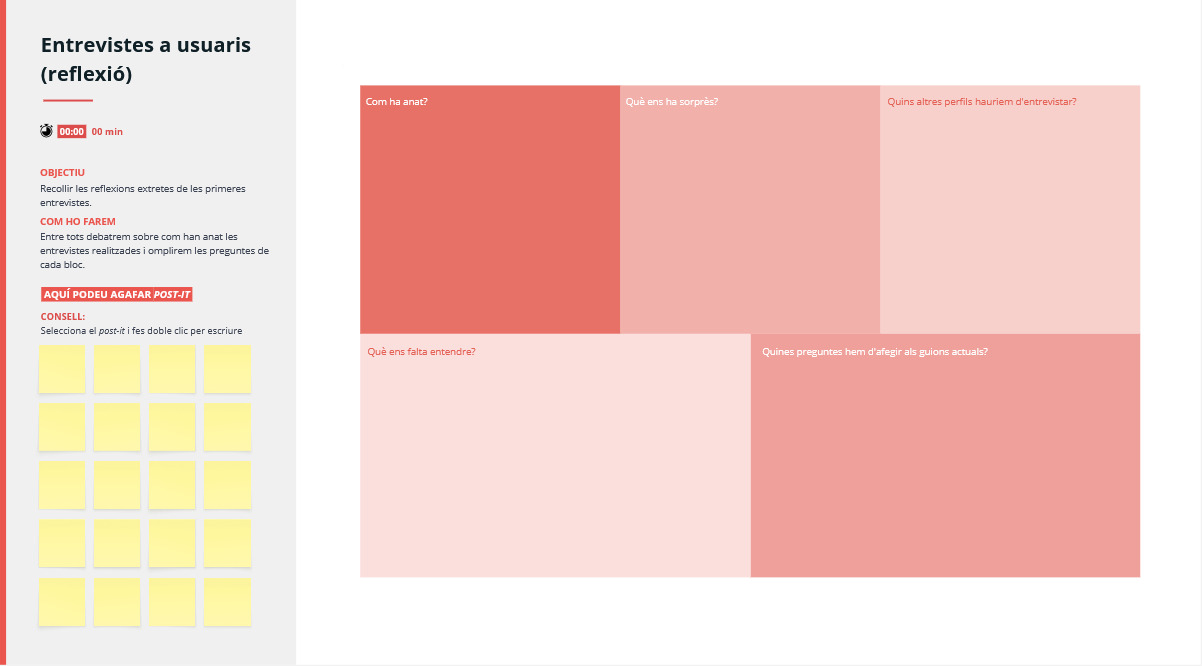 Entrevistes a usuaris
(reflexió)
00:00 00 min
OBJECTIU
Recollir les reflexions extretes de les primeres
entrevistes.
COM HO FAREM
Entre tots debatrem sobre com han anat les
entrevistes realitzades i omplirem les preguntes de
cada bloc.
AQUÍ PODEU AGAFAR POST-IT
CONSELL:
Selecciona el post-it i fes doble clic per escriure
Com ha anat?
Què ens ha sorprès?
Quins altres perfils hauriem d'entrevistar?
Què ens falta entendre?
Quines preguntes hem d'afegir als guions actuals?